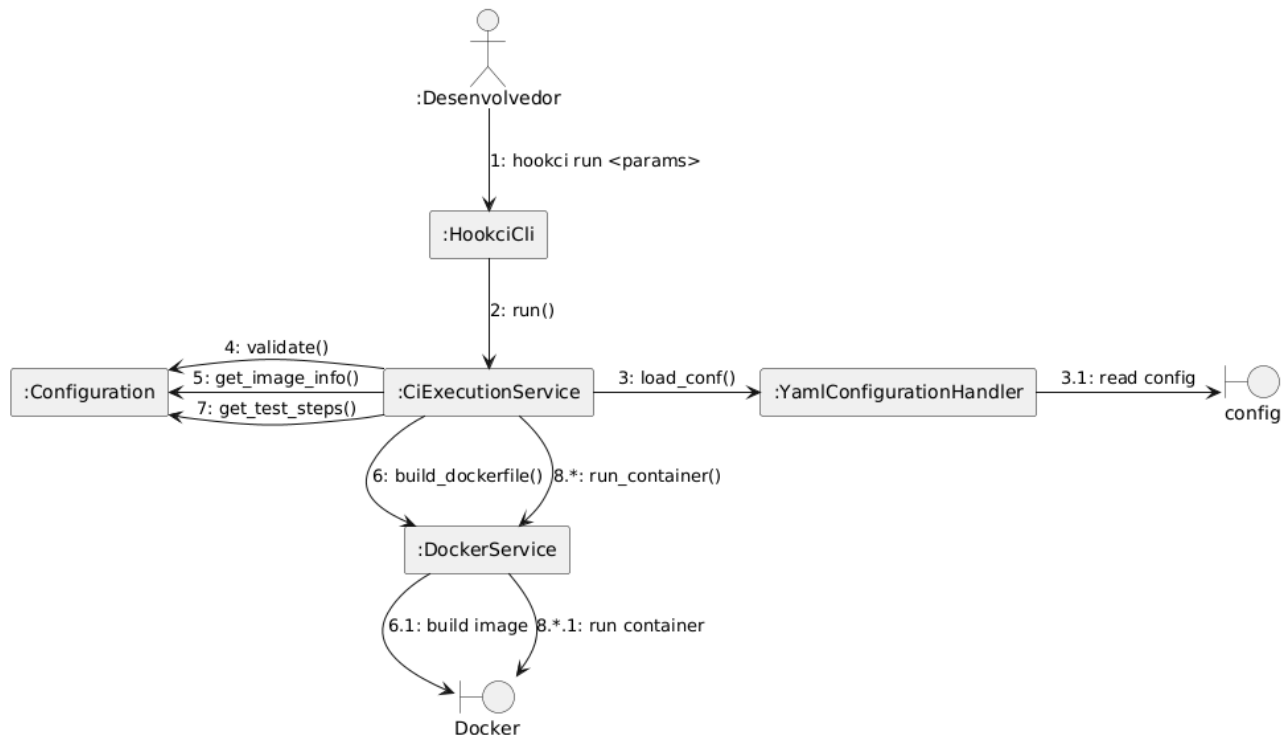 :Desenvolvedor
1: hookci run <params>
:HookciCli
2: run()
4: validate()
5: get_image_info()
7: get_test_steps()
:Configuration
:CiExecutionService
3: load_conf()
:YamlConfigurationHandler
3.1: read config
config
6: build_dockerfile()
8.*: run_container()
:DockerService
6.1: build image
8.*.1: run container
Docker